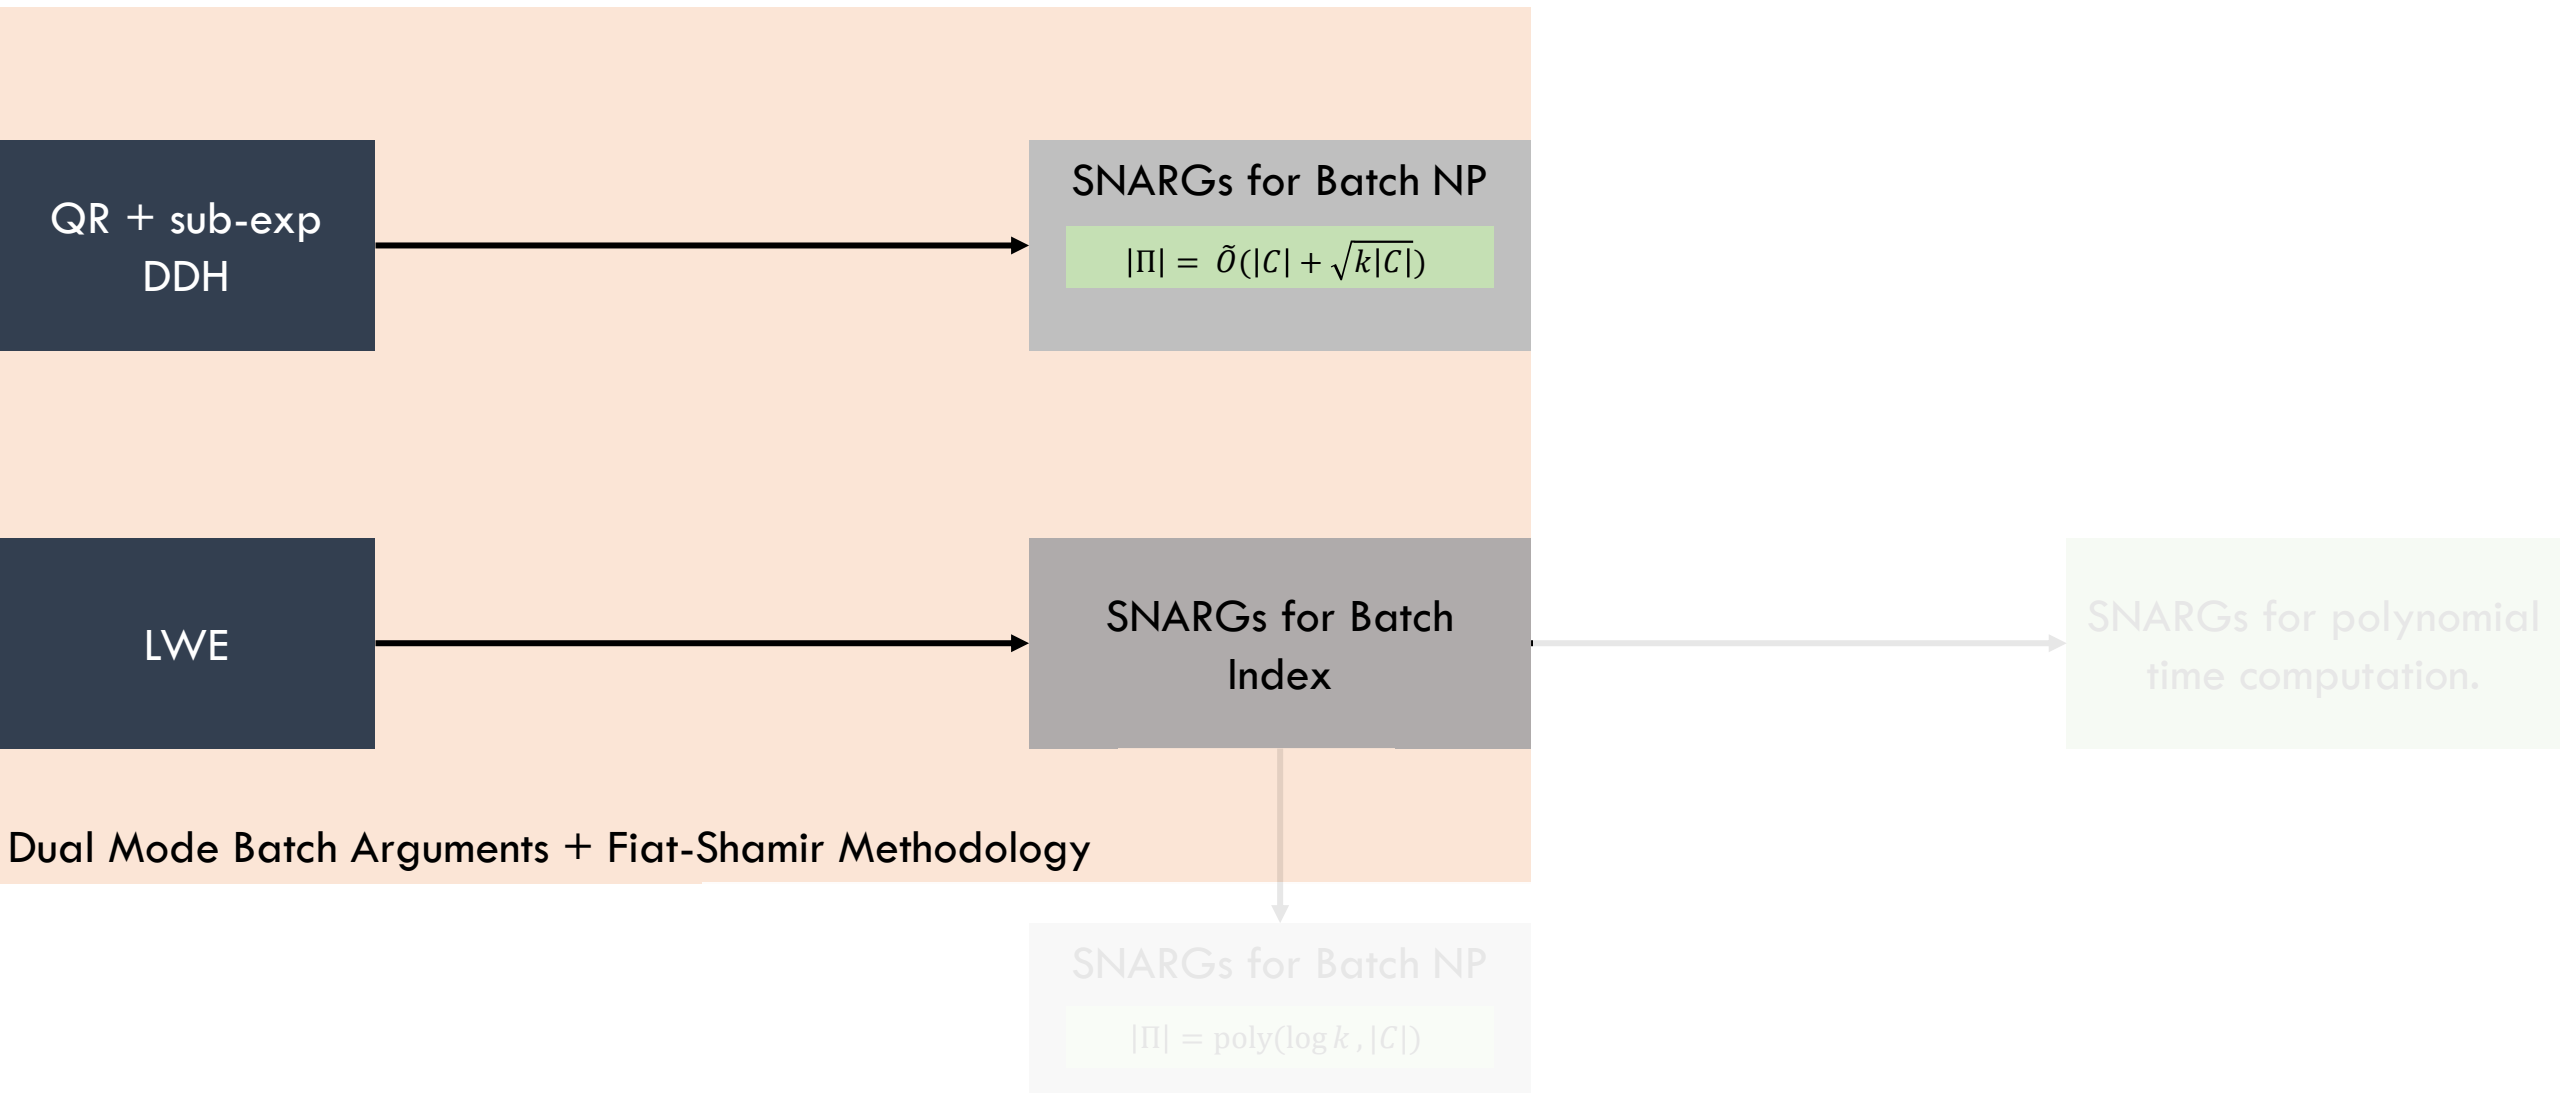 QR + sub-exp
DDH
SNARGs for Batch NP
|Π| = Õ(|C| + √k|C|)
LWE
SNARGs for Batch
Index
SNARGs for polynomial
time computation.
Dual Mode Batch Arguments + Fiat-Shamir Methodology
SNARGs for Batch NP
|Π| = poly(log k , |C|)